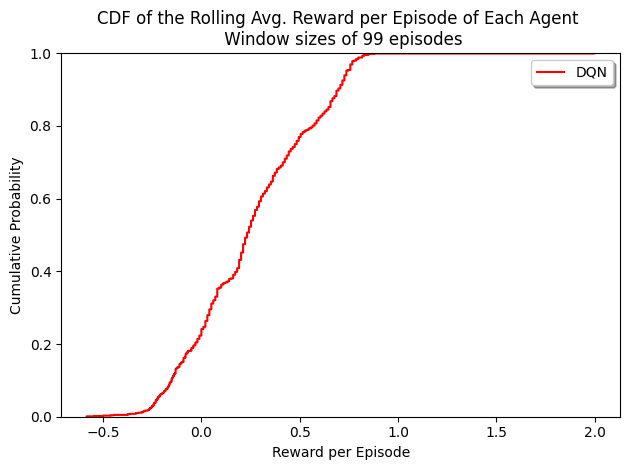 CDF of the Rolling Avg. Reward per Episode of Each Agent
Window sizes of 99 episodes
DQN
1.0
0.8
0.6
0.4
0.2
0.0
Cumulative Probability
−0.5
0.0
0.5
1.0
1.5
2.0
Reward per Episode